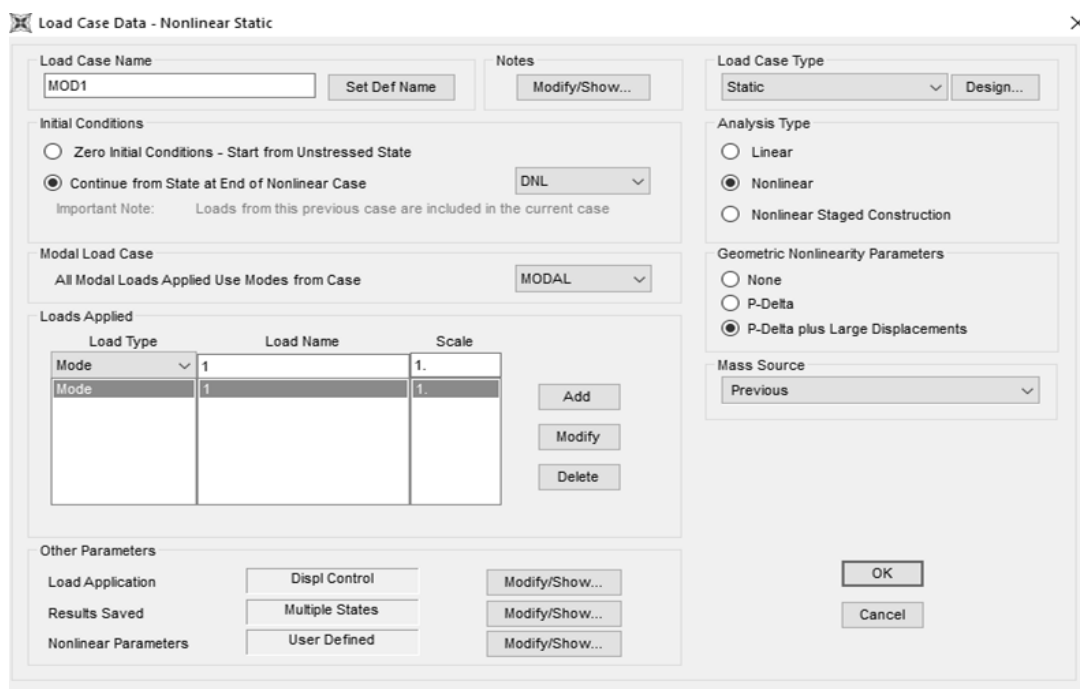 Load Case Data - Nonlinear Static
Load Case Name
MOD1
Set Def Name
Notes
Modify/Show...
Load Case Type
Static
Design...
Initial Conditions
Zero Initial Conditions - Start from Unstressed State
Continue from State at End of Nonlinear Case
DNL
Important Note: Loads from this previous case are included in the current case
Analysis Type
Linear
Nonlinear
Nonlinear Staged Construction
Modal Load Case
All Modal Loads Applied Use Modes from Case
MODAL
Geometric Nonlinearity Parameters
None
P-Delta
P-Delta plus Large Displacements
Loads Applied
Load Type Load Name Scale
Mode 1 1.
Mode 1 1.
Add
Modify
Delete
Mass Source
Previous
Other Parameters
Load Application Displ Control Modify/Show...
Results Saved Multiple States Modify/Show...
Nonlinear Parameters User Defined Modify/Show...
OK
Cancel